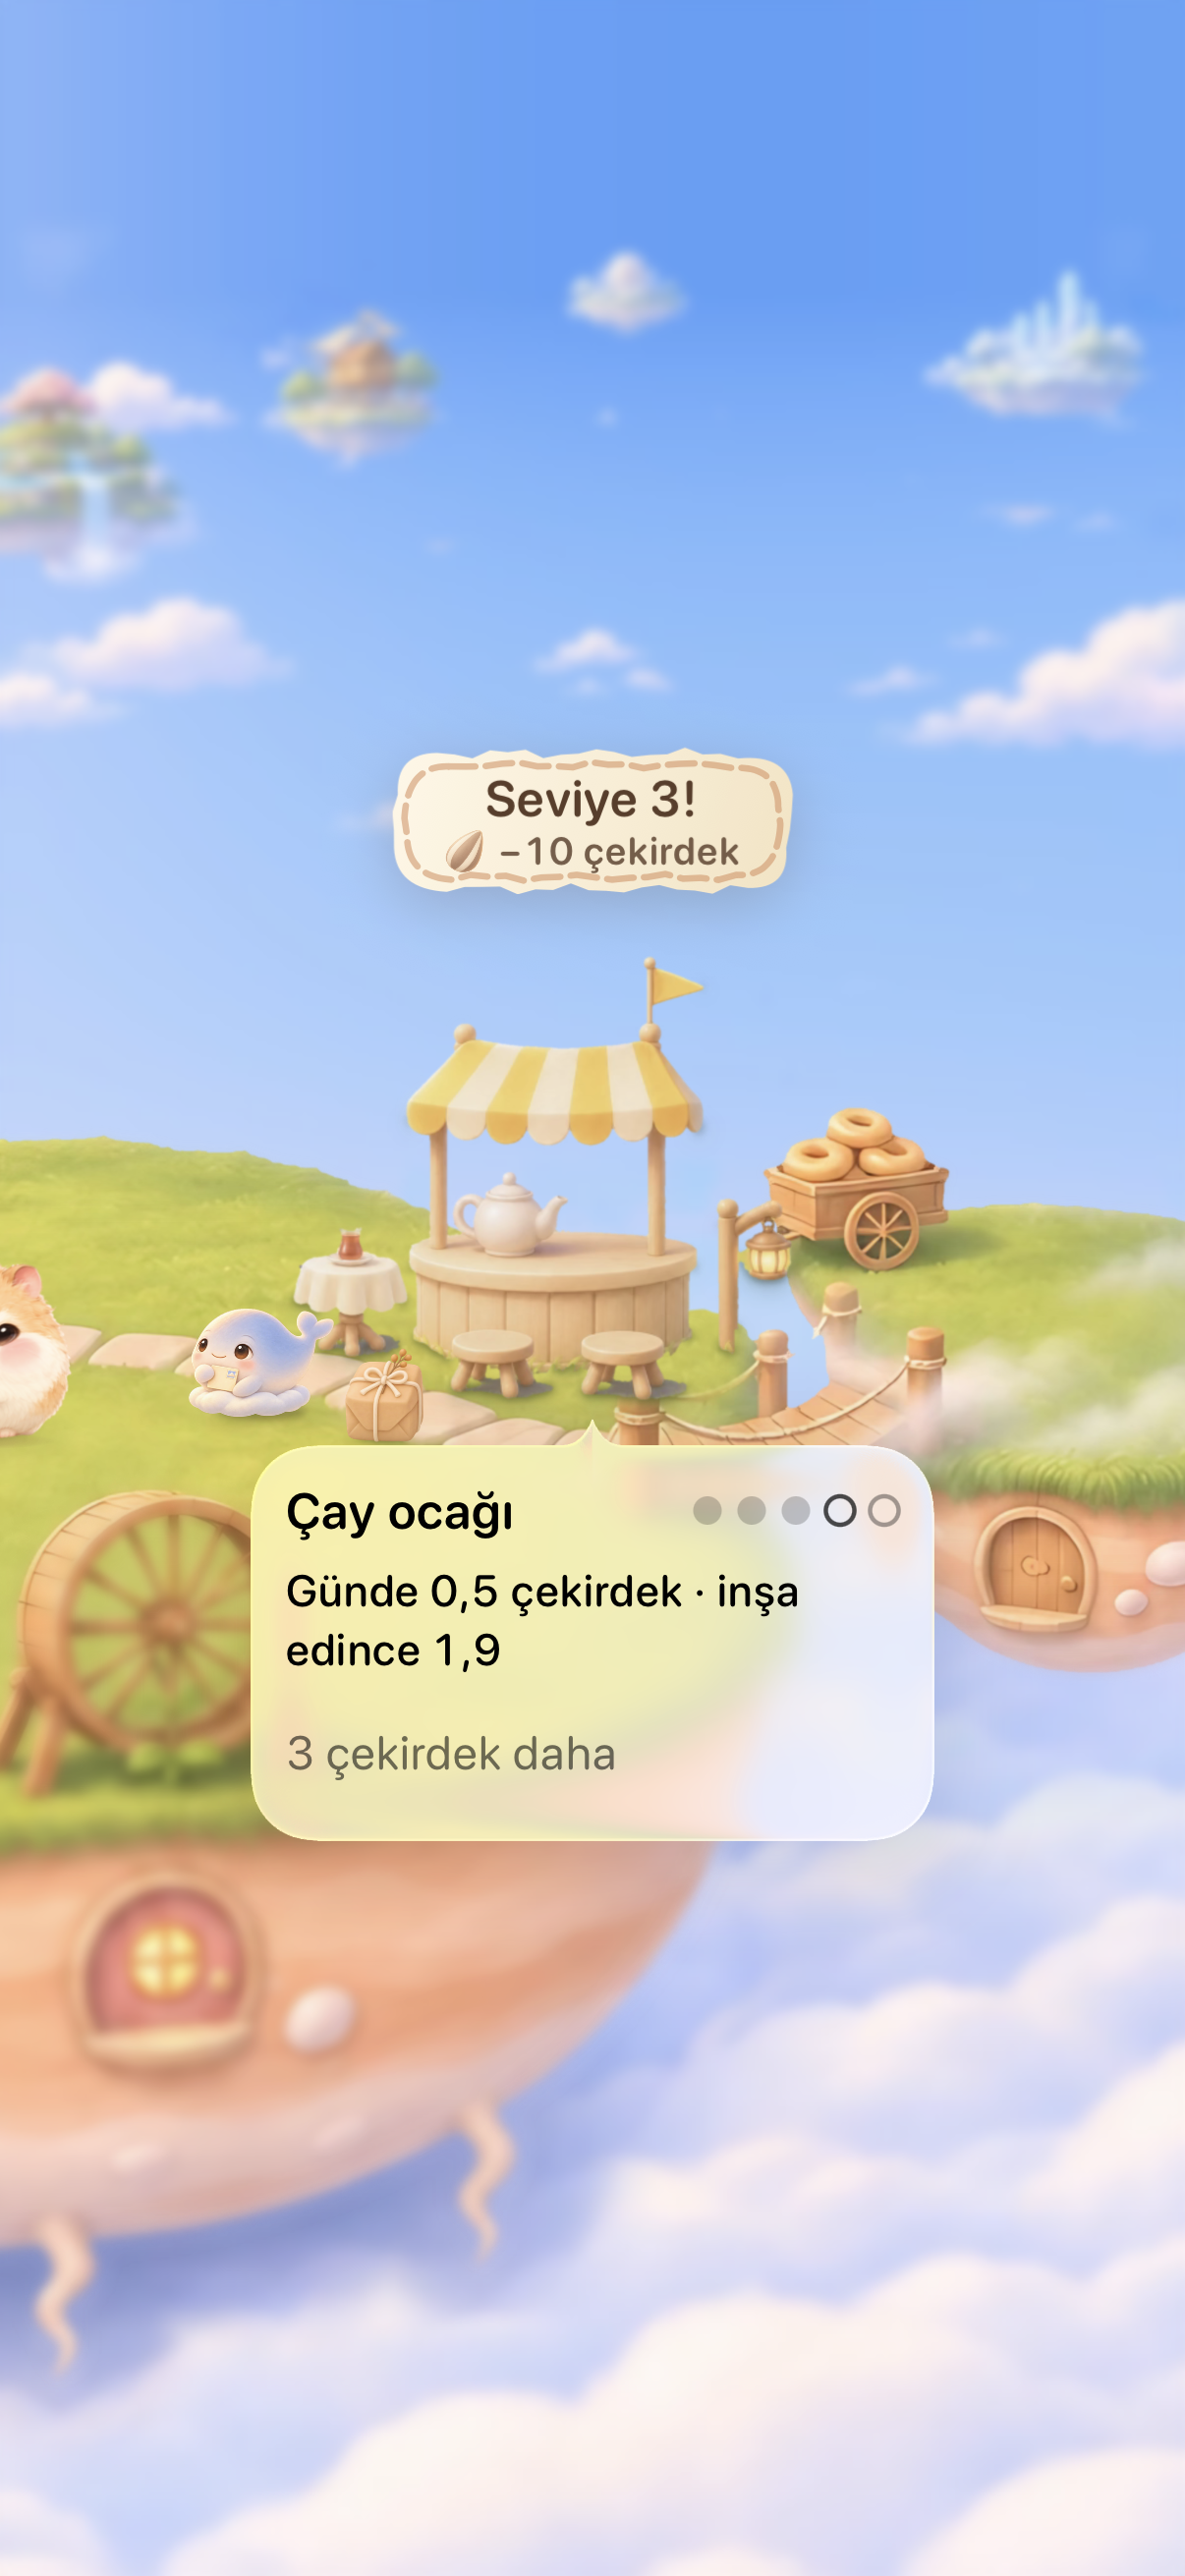 Seviye 3!
−10 çekirdek
Çay ocağı
Günde 0,5 çekirdek · inşa
edince 1,9
3 çekirdek daha